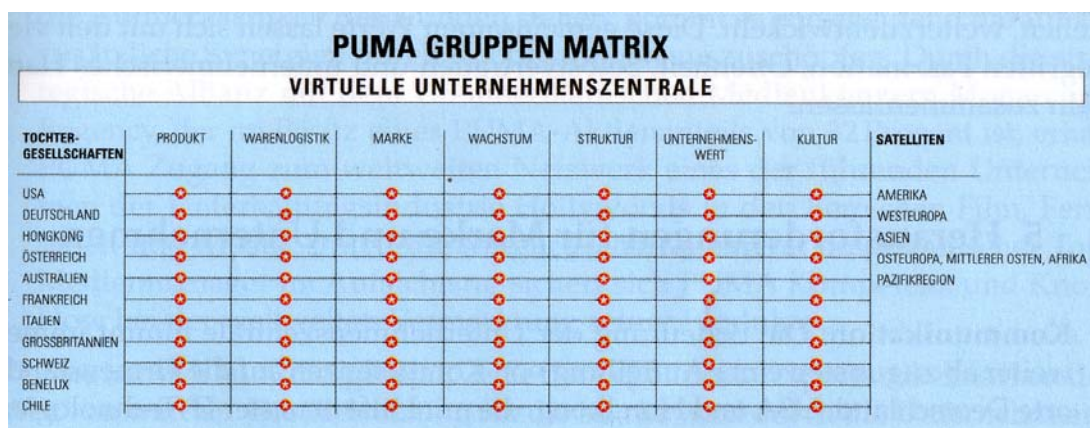 PUMA GRUPPEN MATRIX
VIRTUELLE UNTERNEHMENSZENTRALE
TOCHTER- PRODUKT WARENLOGISTIK MARKE WACHSTUM STRUKTUR UNTERNEHMENS- KULTUR SATELLITEN
GESELLSCHAFTEN WERT
USA AMERIKA
DEUTSCHLAND WESTEUROPA
HONGKONG ASIEN
ÖSTERREICH OSTEUROPA, MITTLERER OSTEN, AFRIKA
AUSTRALIEN PAZIFIKREGION
FRANKREICH
ITALIEN
GROSSBRITANNIEN
SCHWEIZ
BENELUX
CHILE